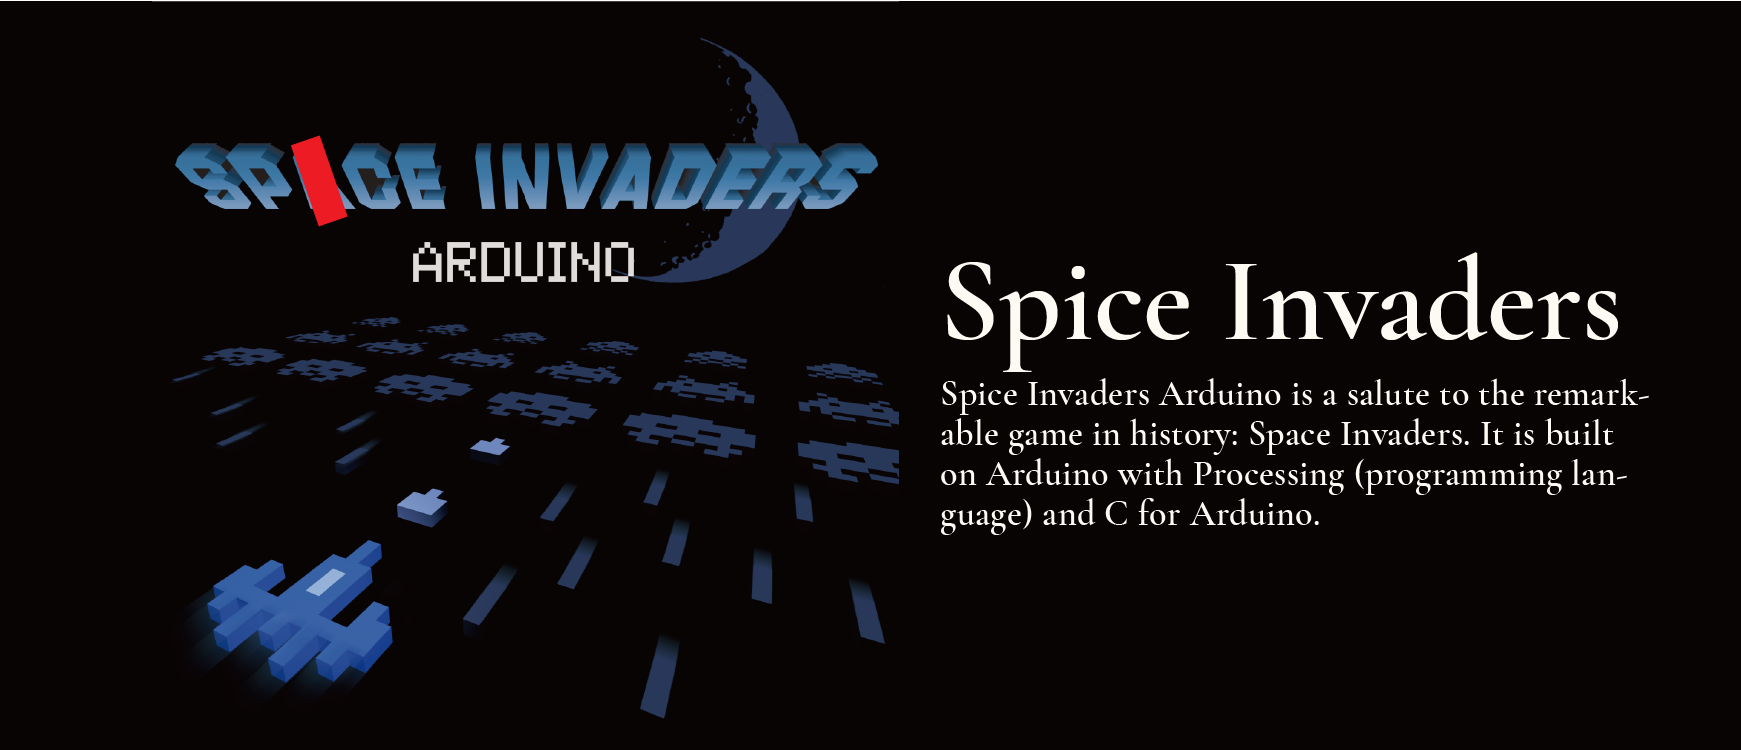 SPICE INVADERS
ARDUINO
Spice Invaders
Spice Invaders Arduino is a salute to the remark-
able game in history: Space Invaders. It is built
on Arduino with Processing (programming lan-
guage) and C for Arduino.